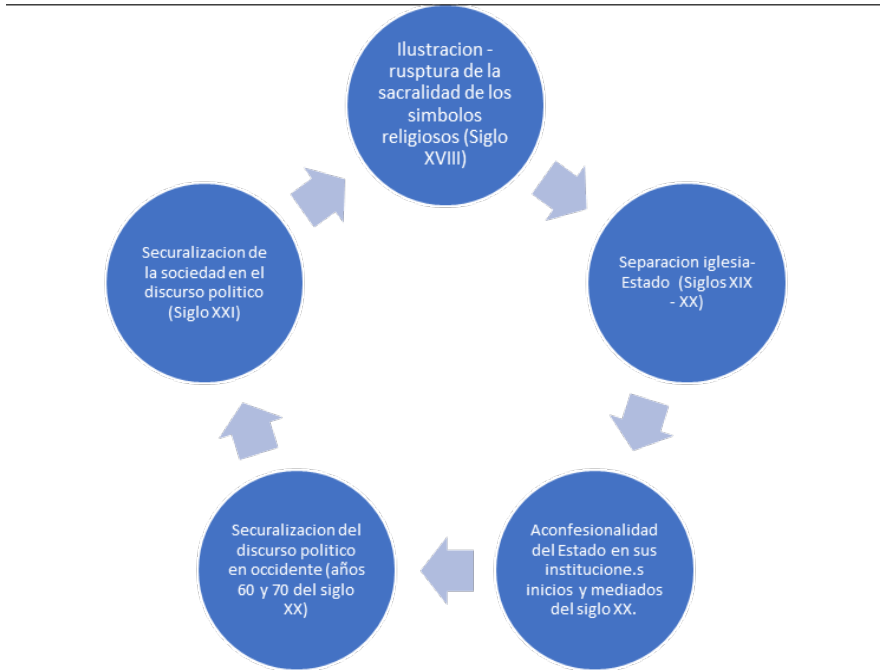 Ilustracion -
rusptura de la
sacralidad de los
simbolos
religiosos (Siglo
XVIII)
Separacion iglesia-
Estado (Siglos XIX
- XX)
Aconfesionalidad
del Estado en sus
institucione.s
inicios y mediados
del siglo XX.
Securalizacion del
discurso politico
en occidente (años
60 y 70 del siglo
XX)
Securalizacion de
la sociedad en el
discurso politico
(Siglo XXI)